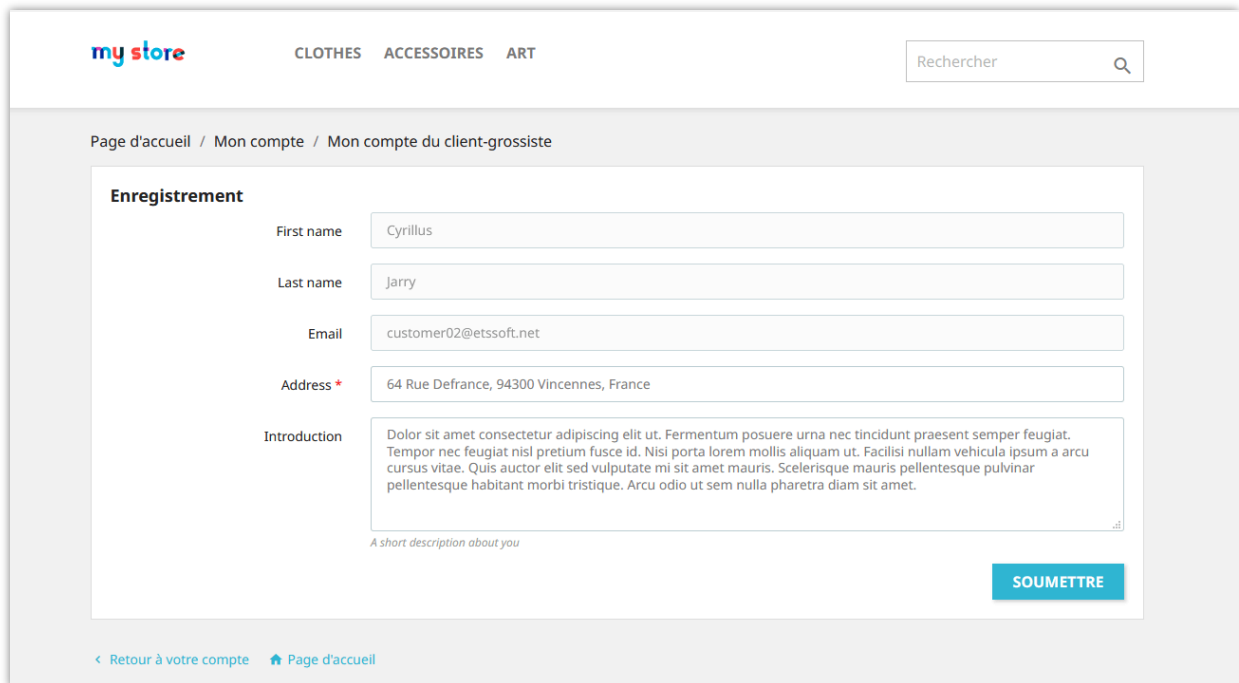 my store
CLOTHES ACCESSOIRES ART
Rechercher
Page d'accueil / Mon compte / Mon compte du client-grossiste
Enregistrement
First name Cyrillus
Last name Jarry
Email customer02@etssoft.net
Address * 64 Rue Defrance, 94300 Vincennes, France
Introduction Dolor sit amet consectetur adipiscing elit ut. Fermentum posuere urna nec tincidunt praesent semper feugiat.
Tempor nec feugiat nisl pretium fusce id. Nisi porta lorem mollis aliquam ut. Facilisi nullam vehicula ipsum a arcu
cursus vitae. Quis auctor elit sed vulputate mi sit amet mauris. Scelerisque mauris pellentesque pulvinar
pellentesque habitant morbi tristique. Arcu odio ut sem nulla pharetra diam sit amet.
A short description about you
SOUMETTRE
Retour à votre compte Page d'accueil